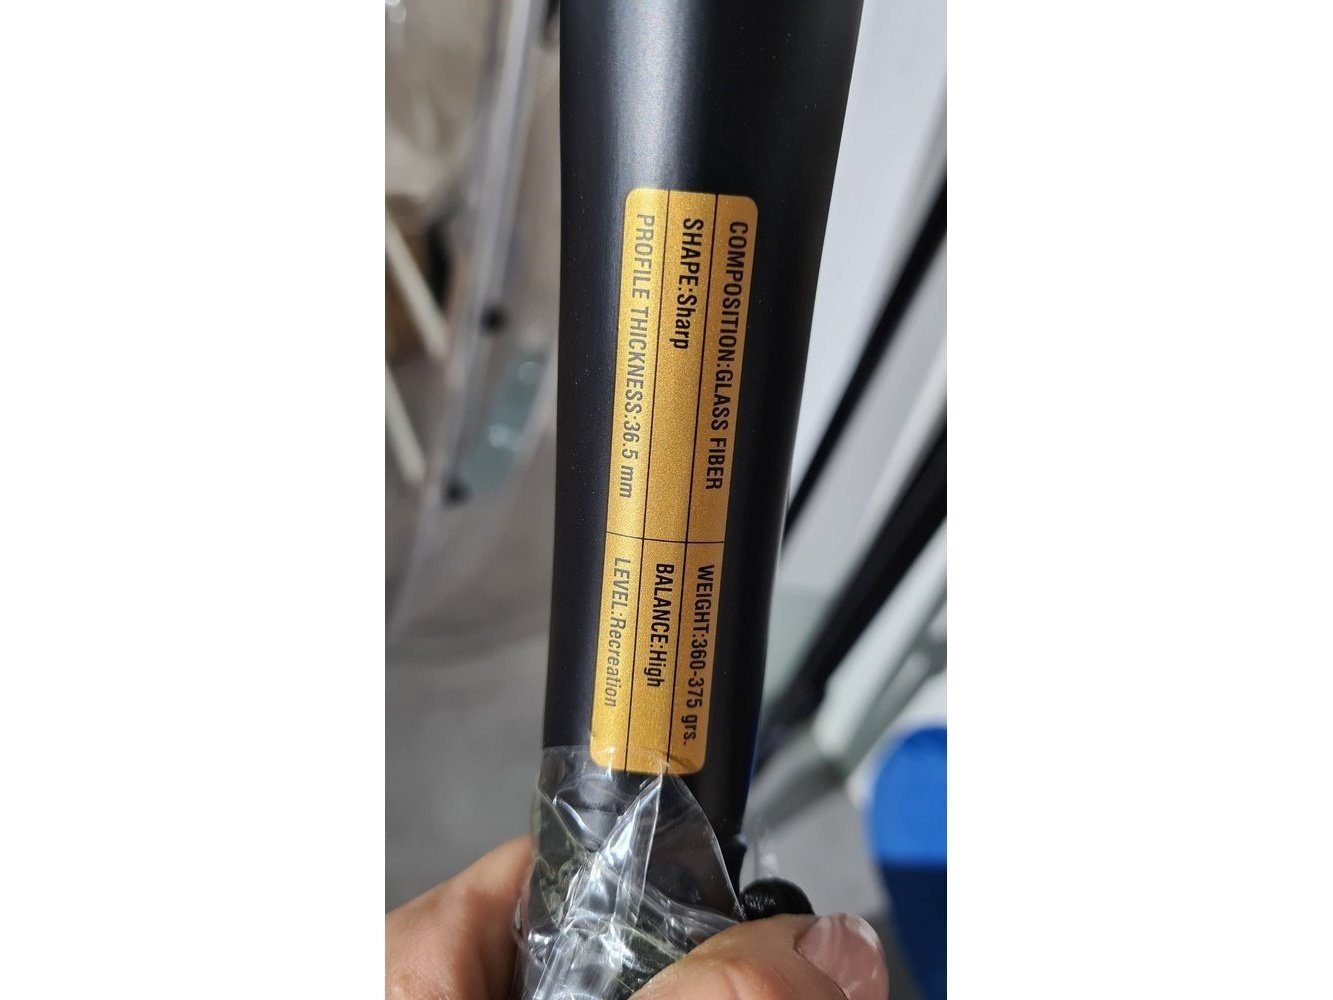 COMPOSITION:GLASS FIBER
WEIGHT:360-375 grs.
SHAPE:Sharp
BALANCE:High
PROFILE THICKNESS:36.5 mm
LEVEL:Recreation